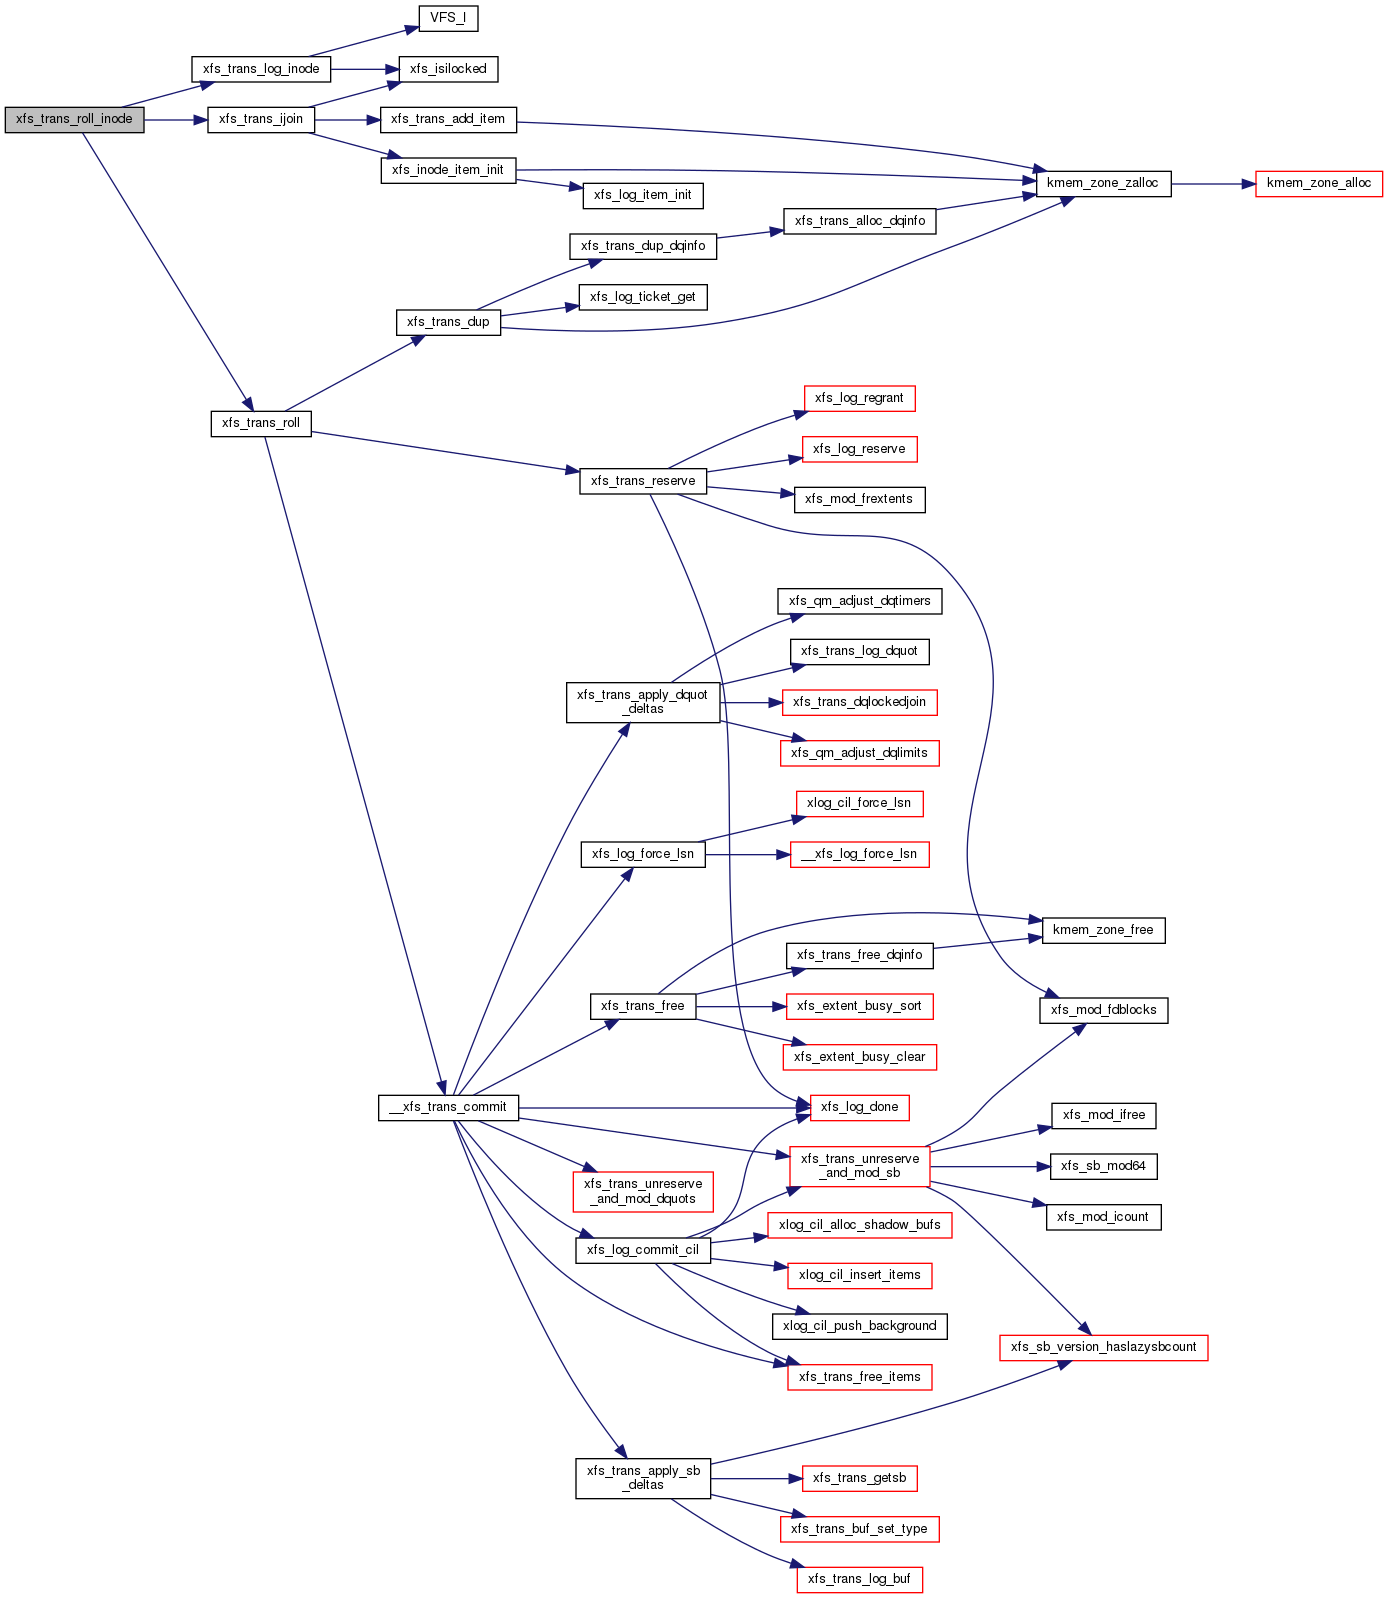 VFS_I
xfs_trans_log_inode
xfs_isilocked
xfs_trans_roll_inode
xfs_trans_ijoin
xfs_trans_add_item
xfs_inode_item_init
kmem_zone_zalloc
kmem_zone_alloc
xfs_log_item_init
xfs_trans_alloc_dqinfo
xfs_trans_dup_dqinfo
xfs_log_ticket_get
xfs_trans_dup
xfs_log_regrant
xfs_trans_roll
xfs_log_reserve
xfs_trans_reserve
xfs_mod_frextents
xfs_qm_adjust_dqtimers
xfs_trans_log_dquot
xfs_trans_apply_dquot
_deltas
xfs_trans_dqlockedjoin
xfs_qm_adjust_dqlimits
xlog_cil_force_lsn
xfs_log_force_lsn
__xfs_log_force_lsn
kmem_zone_free
xfs_trans_free_dqinfo
xfs_trans_free
xfs_extent_busy_sort
xfs_mod_fdblocks
xfs_extent_busy_clear
__xfs_trans_commit
xfs_log_done
xfs_mod_ifree
xfs_trans_unreserve
_and_mod_sb
xfs_sb_mod64
xfs_trans_unreserve
_and_mod_dquots
xfs_mod_icount
xlog_cil_alloc_shadow_bufs
xfs_log_commit_cil
xlog_cil_insert_items
xlog_cil_push_background
xfs_sb_version_haslazysbcount
xfs_trans_free_items
xfs_trans_apply_sb
_deltas
xfs_trans_getsb
xfs_trans_buf_set_type
xfs_trans_log_buf